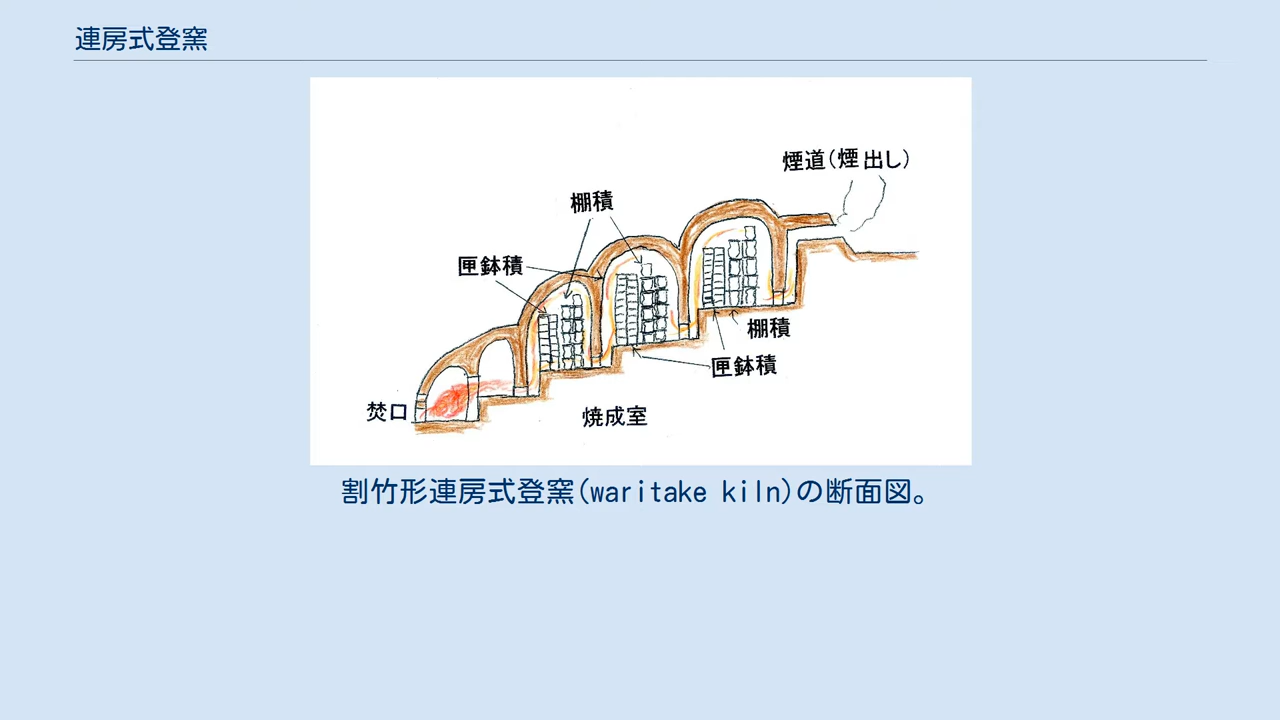 連房式登窯
煙道(煙出し)
棚積
匣鉢積
棚積
匣鉢積
焚口
焼成室
割竹形連房式登窯(waritake kiln)の断面図。